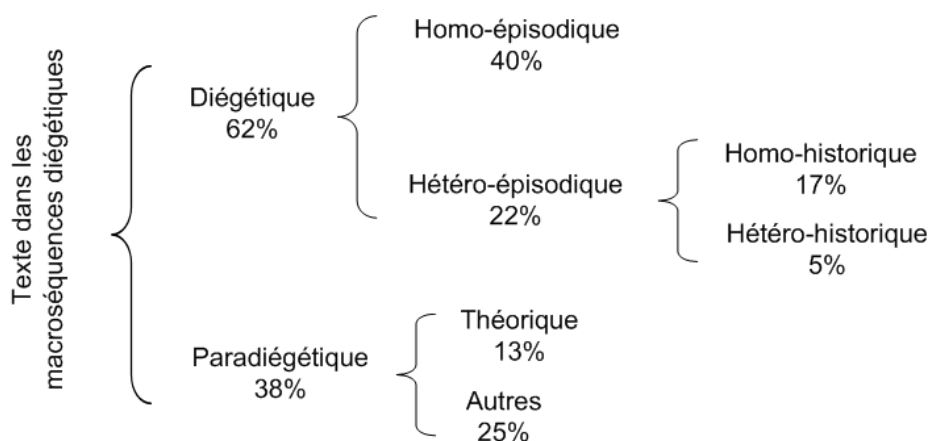 Texte dans les
macroséquences diégétiques
Diégétique
62%
Homo-épisodique
40%
Hétéro-épisodique
22%
Homo-historique
17%
Hétéro-historique
5%
Paradiégétique
38%
Théorique
13%
Autres
25%